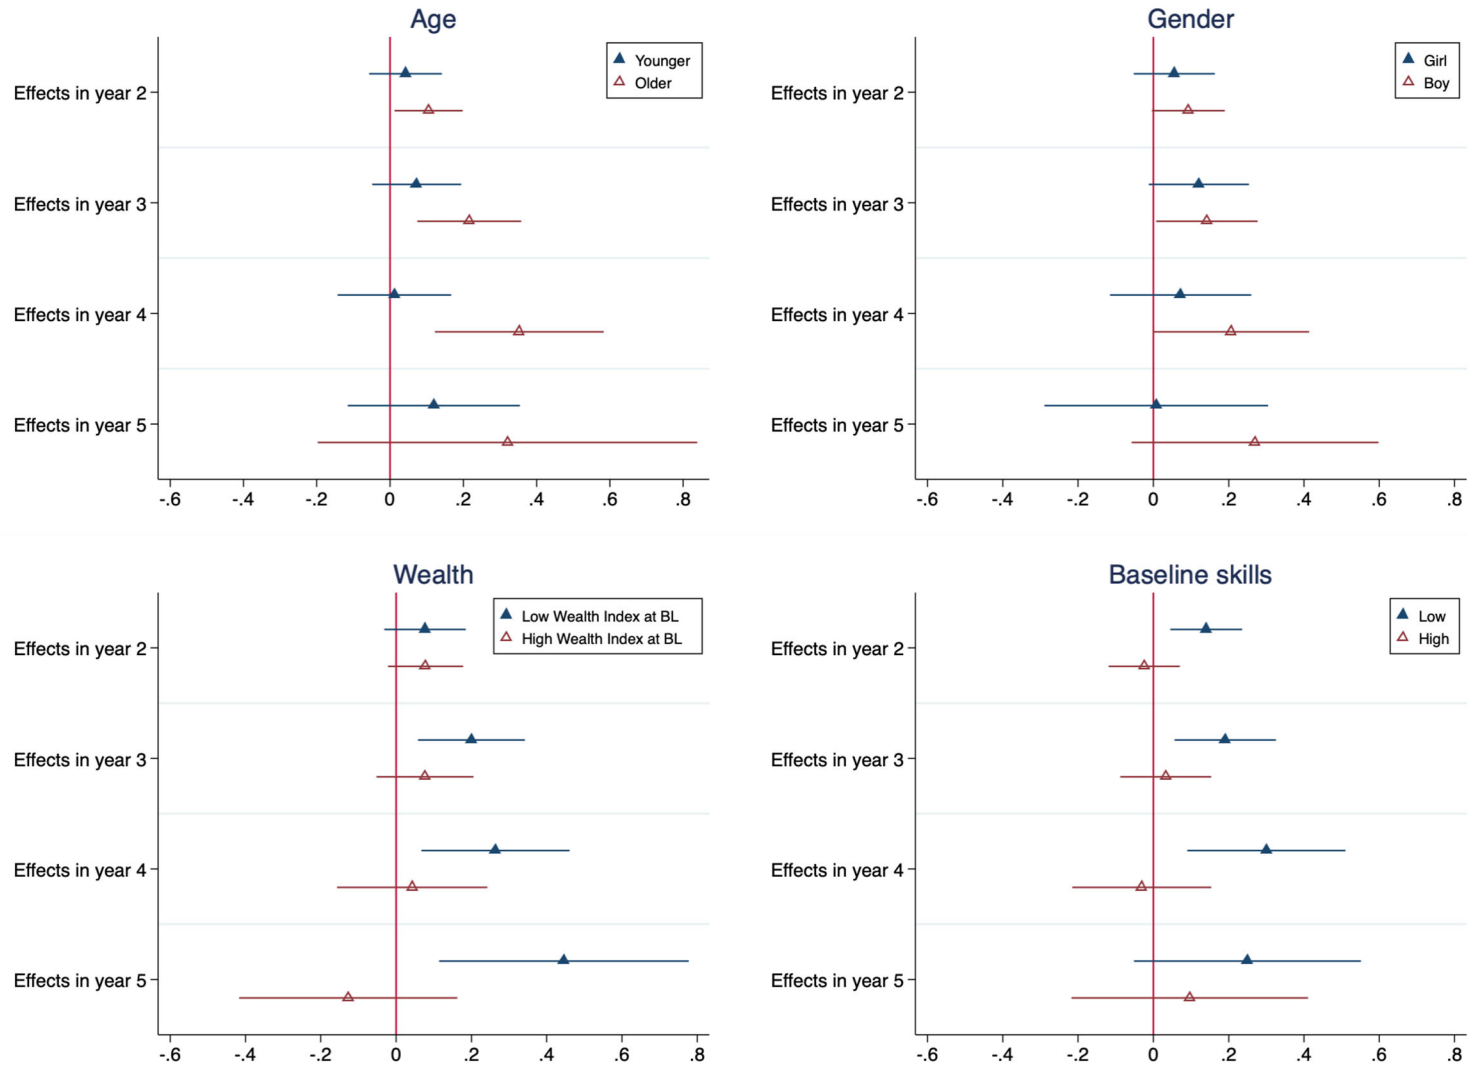 Age
Younger
Older
Effects in year 2
Effects in year 3
Effects in year 4
Effects in year 5
-.6 -.4 -.2 0 .2 .4 .6 .8
Gender
Girl
Boy
Effects in year 2
Effects in year 3
Effects in year 4
Effects in year 5
-.6 -.4 -.2 0 .2 .4 .6 .8
Wealth
Low Wealth Index at BL
High Wealth Index at BL
Effects in year 2
Effects in year 3
Effects in year 4
Effects in year 5
-.6 -.4 -.2 0 .2 .4 .6 .8
Baseline skills
Low
High
Effects in year 2
Effects in year 3
Effects in year 4
Effects in year 5
-.6 -.4 -.2 0 .2 .4 .6 .8